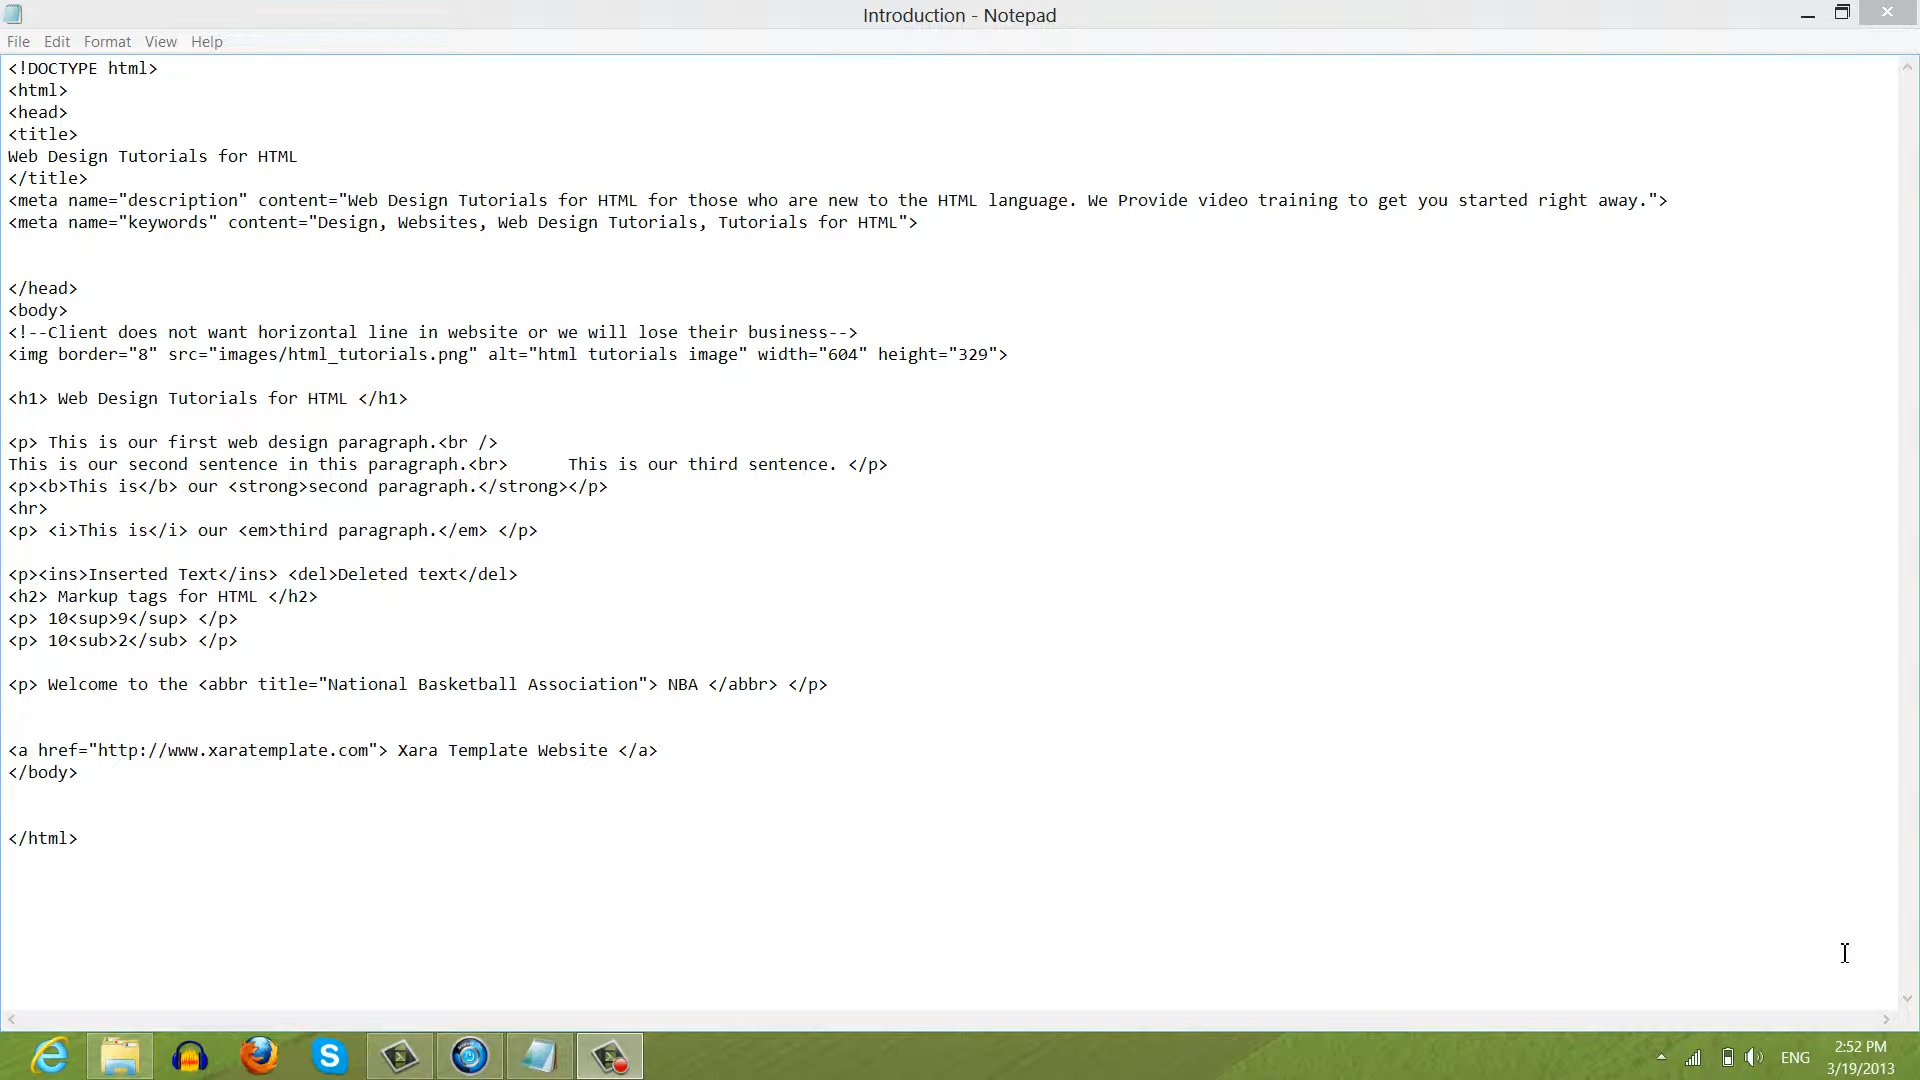 Introduction - Notepad
File Edit Format View Help
<!DOCTYPE html>
<html>
<head>
<title>
Web Design Tutorials for HTML
</title>
<meta name="description" content="Web Design Tutorials for HTML for those who are new to the HTML language. We Provide video training to get you started right away.">
<meta name="keywords" content="Design, Websites, Web Design Tutorials, Tutorials for HTML">
</head>
<body>
<!--Client does not want horizontal line in website or we will lose their business-->
<img border="8" src="images/html_tutorials.png" alt="html tutorials image" width="604" height="329">
<h1> Web Design Tutorials for HTML </h1>
<p> This is our first web design paragraph.<br />
This is our second sentence in this paragraph.<br>      This is our third sentence. </p>
<p><b>This is</b> our <strong>second paragraph.</strong></p>
<hr>
<p> <i>This is</i> our <em>third paragraph.</em> </p>
<p><ins>Inserted Text</ins> <del>Deleted text</del>
<h2> Markup tags for HTML </h2>
<p> 10<sup>9</sup> </p>
<p> 10<sub>2</sub> </p>
<p> Welcome to the <abbr title="National Basketball Association"> NBA </abbr> </p>
<a href="http://www.xaratemplate.com"> Xara Template Website </a>
</body>
</html>
ENG
2:52 PM
3/19/2013